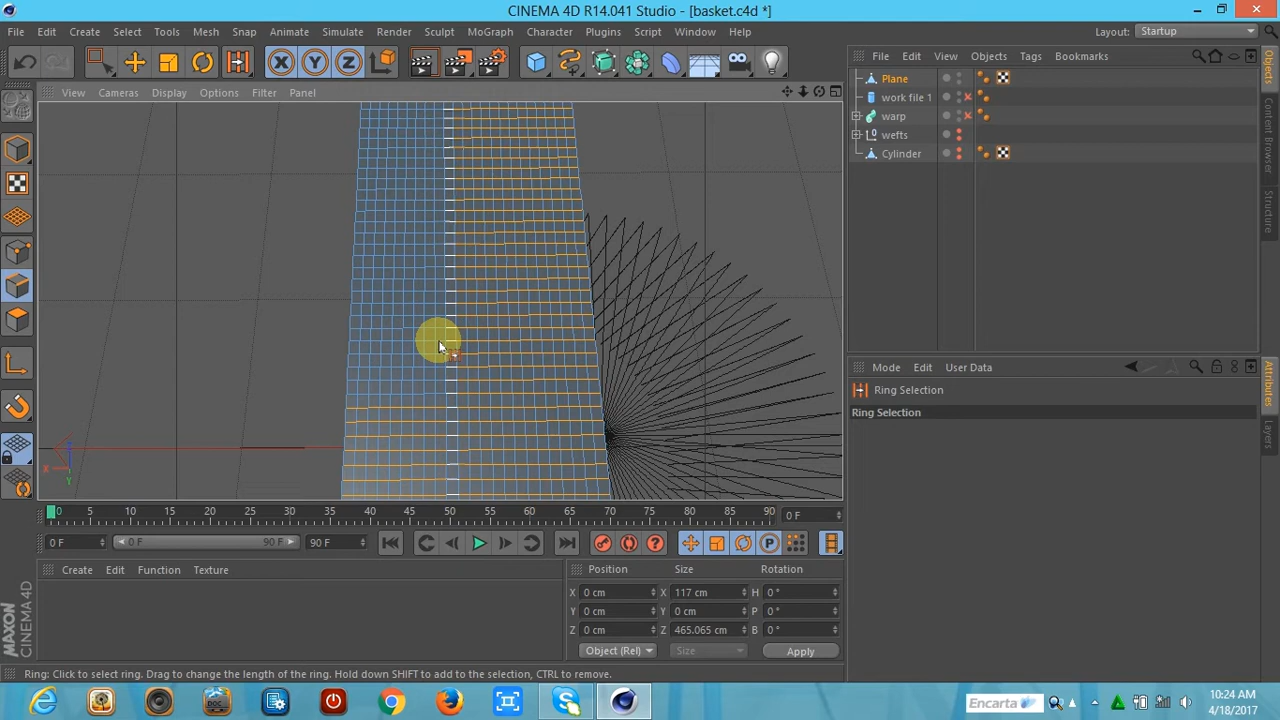 CINEMA 4D R14.041 Studio - [basket.c4d *]
File Edit Create Select Tools Mesh Snap Animate Simulate Render Sculpt MoGraph Character Plugins Script Window Help
Layout: Startup
View Cameras Display Options Filter Panel
File Edit View Objects Tags Bookmarks
Plane
work file 1
warp
wefts
Cylinder
Objects
Content Browser
Structure
Mode Edit User Data
Ring Selection
Ring Selection
Attributes
Layers
X Y Z
X
Y
0 5 10 15 20 25 30 35 40 45 50 55 60 65 70 75 80 85 90 0 F
0 F 0 F 90 F 90 F
P
Create Edit Function Texture
Position Size Rotation
X 0 cm X 117 cm H 0 °
Y 0 cm Y 0 cm P 0 °
Z 0 cm Z 465.065 cm B 0 °
Object (Rel) Size Apply
MAXON
CINEMA 4D
Ring: Click to select ring. Drag to change the length of the ring. Hold down SHIFT to add to the selection, CTRL to remove.
DOC
Encarta
10:24 AM
4/18/2017